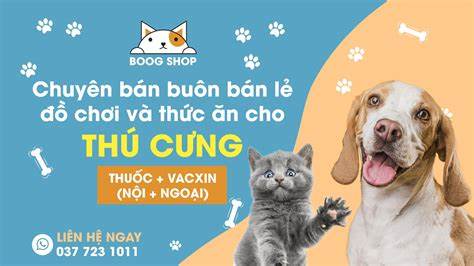 BOOG SHOP
Chuyên bán buôn bán lẻ
đồ chơi và thức ăn cho
THÚ CƯNG
THUỐC + VACXIN
(NỘI + NGOẠI)
LIÊN HỆ NGAY
037 723 1011